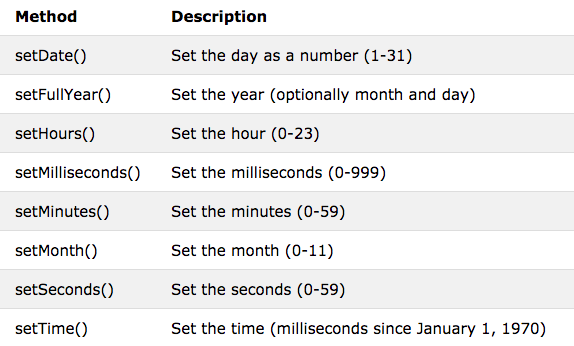 Method Description
setDate() Set the day as a number (1-31)
setFullYear() Set the year (optionally month and day)
setHours() Set the hour (0-23)
setMilliseconds() Set the milliseconds (0-999)
setMinutes() Set the minutes (0-59)
setMonth() Set the month (0-11)
setSeconds() Set the seconds (0-59)
setTime() Set the time (milliseconds since January 1, 1970)